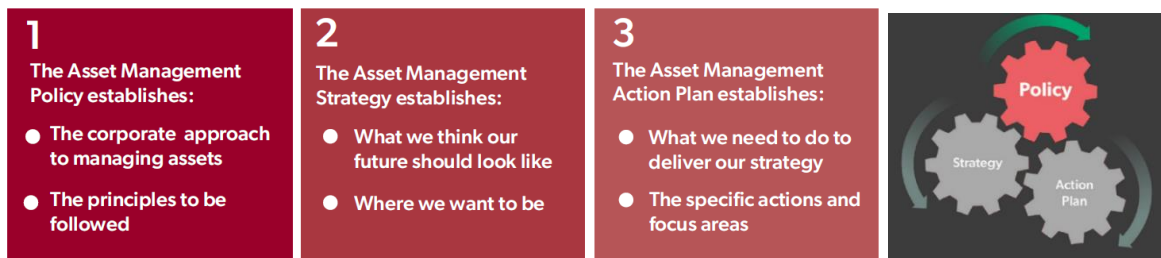 1
The Asset Management
Policy establishes:
The corporate approach
to managing assets
The principles to be
followed
2
The Asset Management
Strategy establishes:
What we think our
future should look like
Where we want to be
3
The Asset Management
Action Plan establishes:
What we need to do to
deliver our strategy
The specific actions and
focus areas
Policy
Strategy
Action
Plan